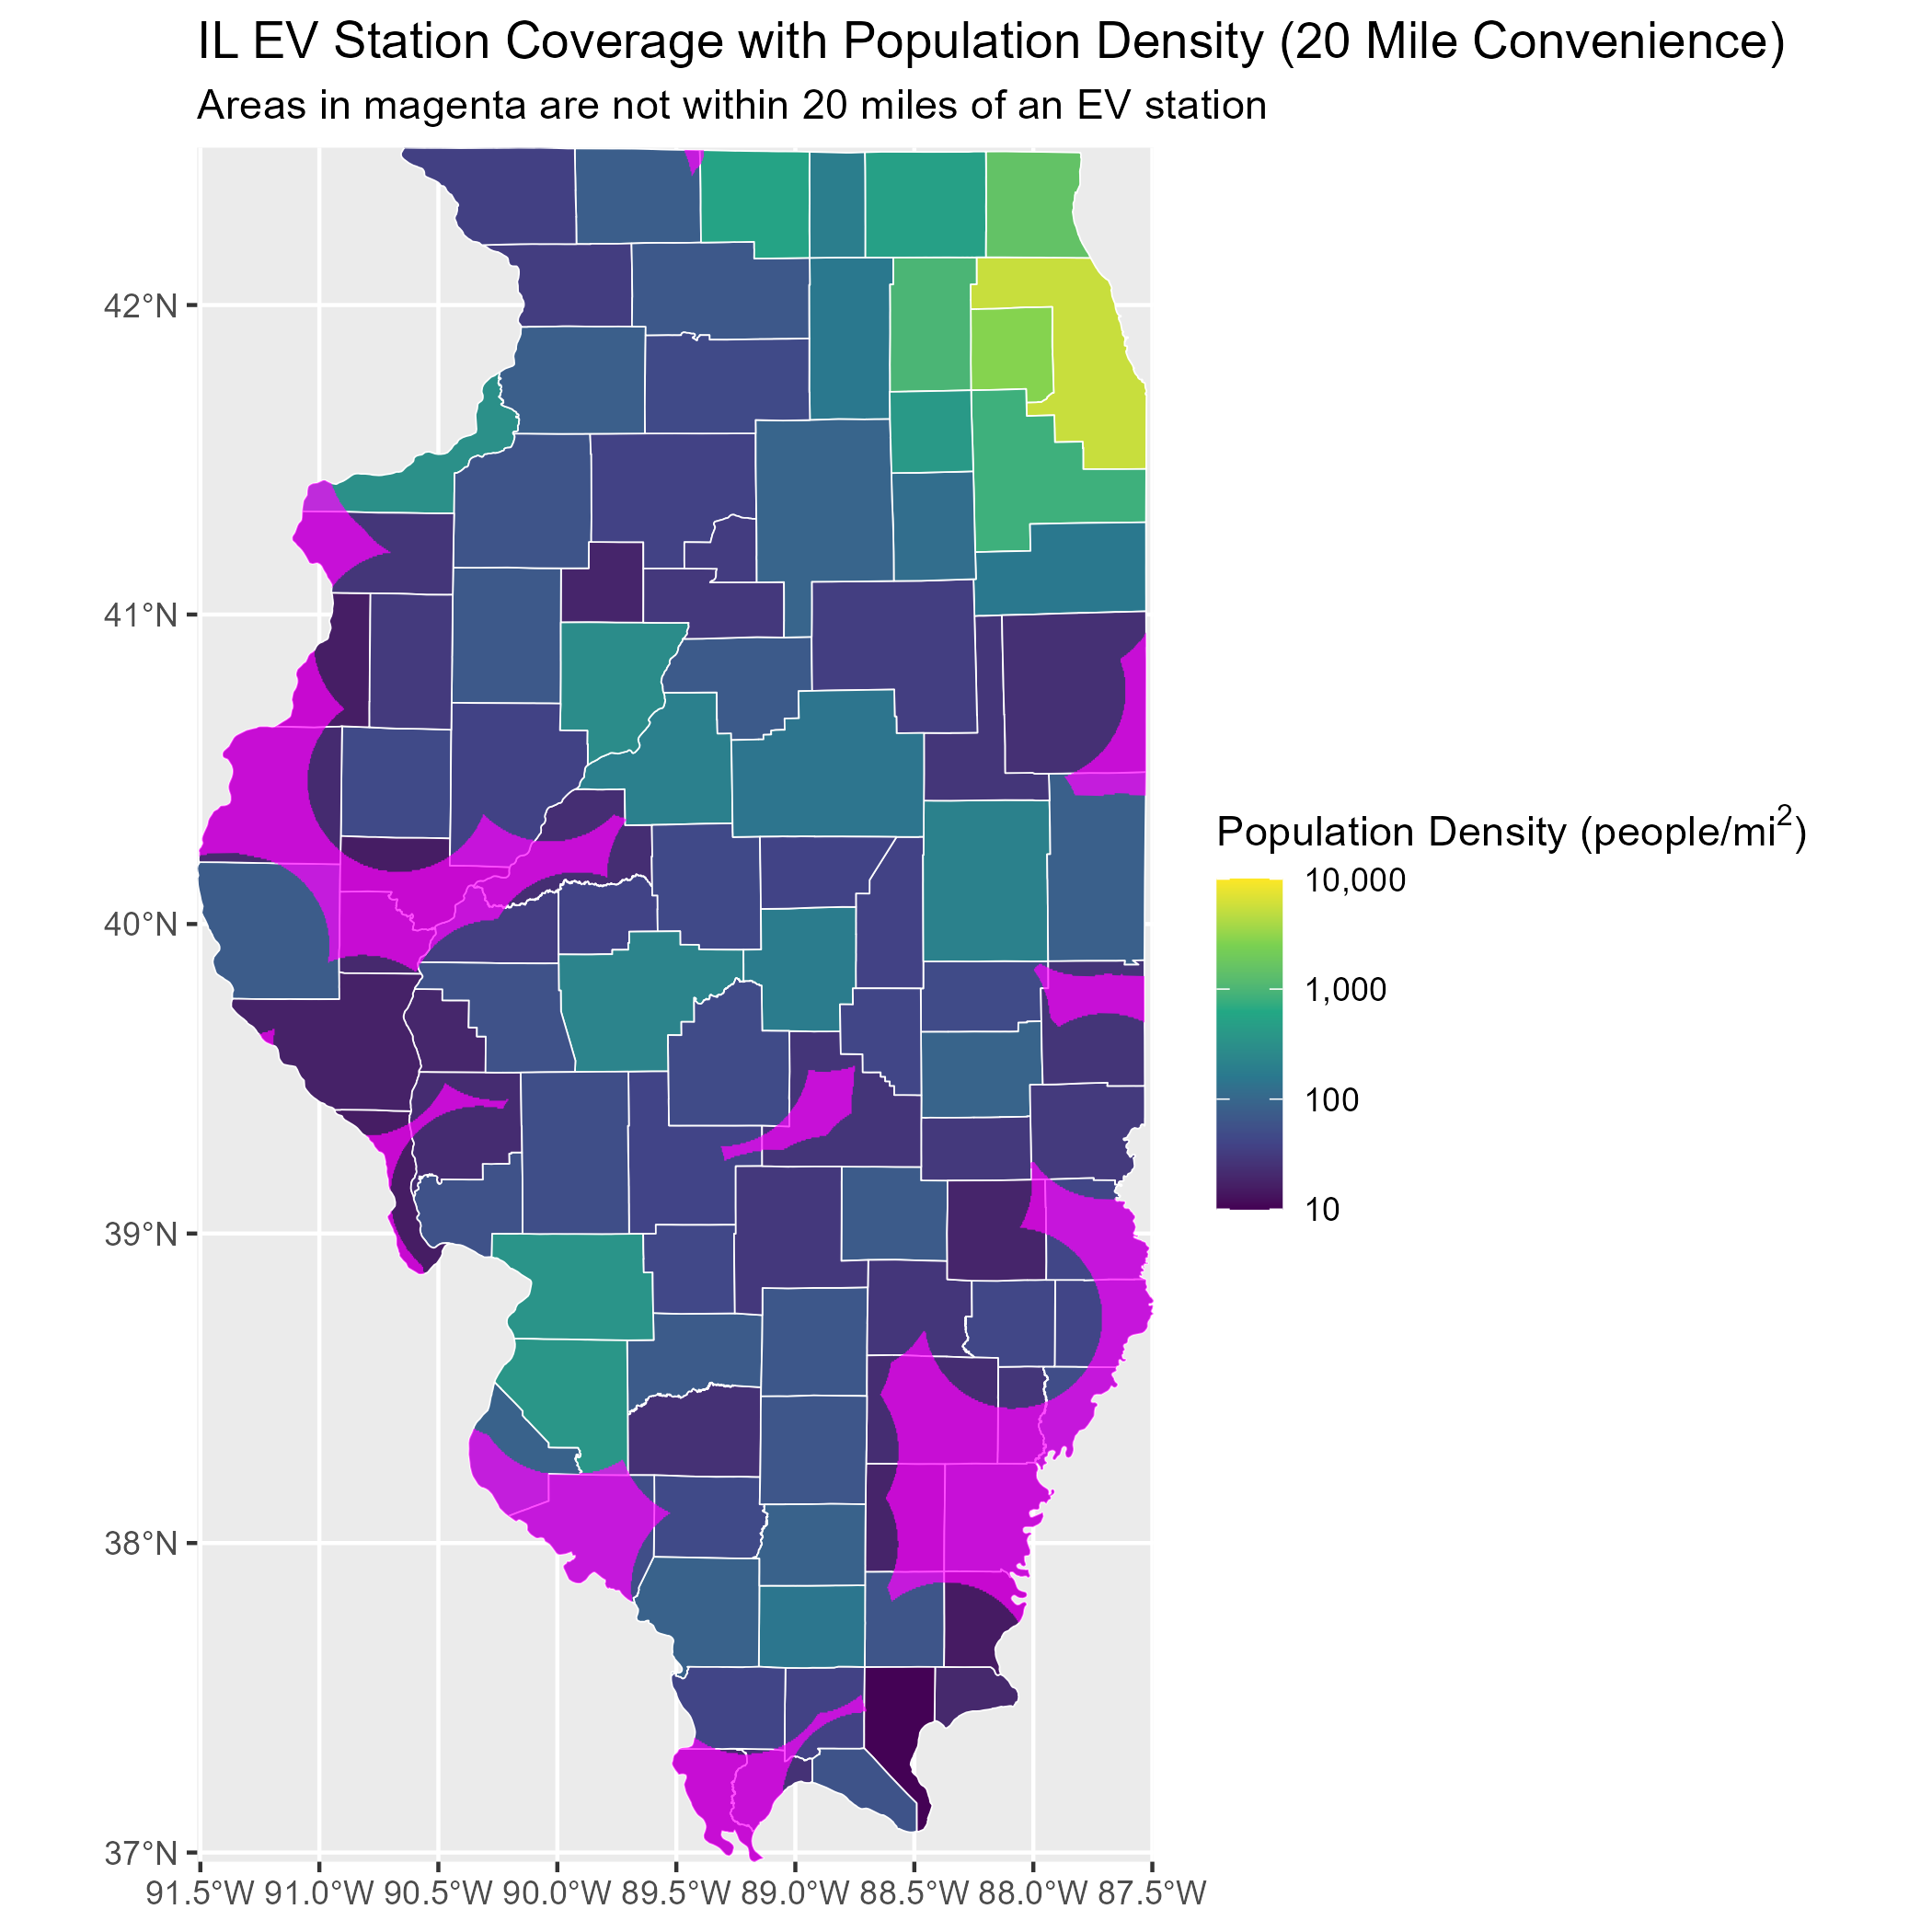 IL EV Station Coverage with Population Density (20 Mile Convenience)
Areas in magenta are not within 20 miles of an EV station
42°N
41°N
40°N
39°N
38°N
37°N
91.5°W 91.0°W 90.5°W 90.0°W 89.5°W 89.0°W 88.5°W 88.0°W 87.5°W
Population Density (people/mi²)
10,000
1,000
100
10